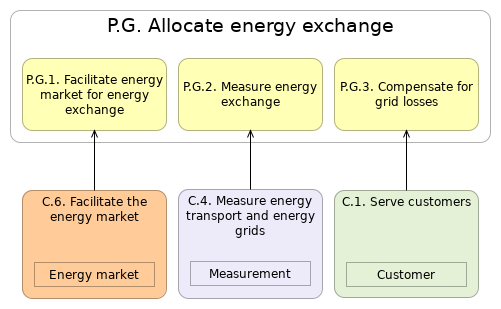 P.G. Allocate energy exchange
P.G.1. Facilitate energy
market for energy
exchange
P.G.2. Measure energy
exchange
P.G.3. Compensate for
grid losses
C.6. Facilitate the
energy market
Energy market
C.4. Measure energy
transport and energy
grids
Measurement
C.1. Serve customers
Customer